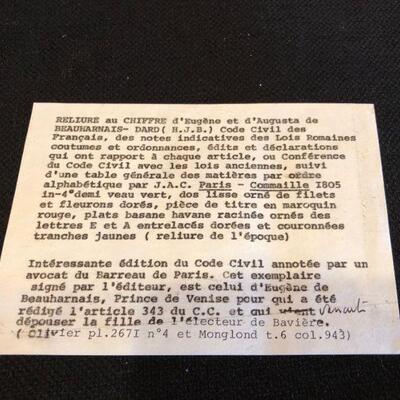 RELIURE au CHIFFRE d'Eugène et d'Augusta de
BEAUHARNAIS- DARD( H.J.B.) Code Civil des
Français, des notes indicatives des Lois Romaines
coutumes et ordonnances, édits et déclarations
qui ont rapport à chaque article, ou Conférence
du Code Civil avec les lois anciennes, suivi
d'une table générale des matières par ordre
alphabétique par J.A.C. Paris - Commaille I805
in-4° demi veau vert, dos lisse orné de filets
et fleurons dorés, pièce de titre en maroquin
rouge, plats basane havane racinée ornés des
lettres E et A entrelacés dorées et couronnées
tranches jaunes ( reliure de l'époque)
Intéressante édition du Code Civil annotée par un
avocat du Barreau de Paris. Cet exemplaire
signé par l'éditeur, est celui d'Eugène de
Beauharnais, Prince de Venise pour qui a été
rédigé l'article 343 du C.C. et qui vient venait
d'épouser la fille de l'électeur de Bavière.
( Olivier pl.267I n°4 et Monglond t.6 col.943)